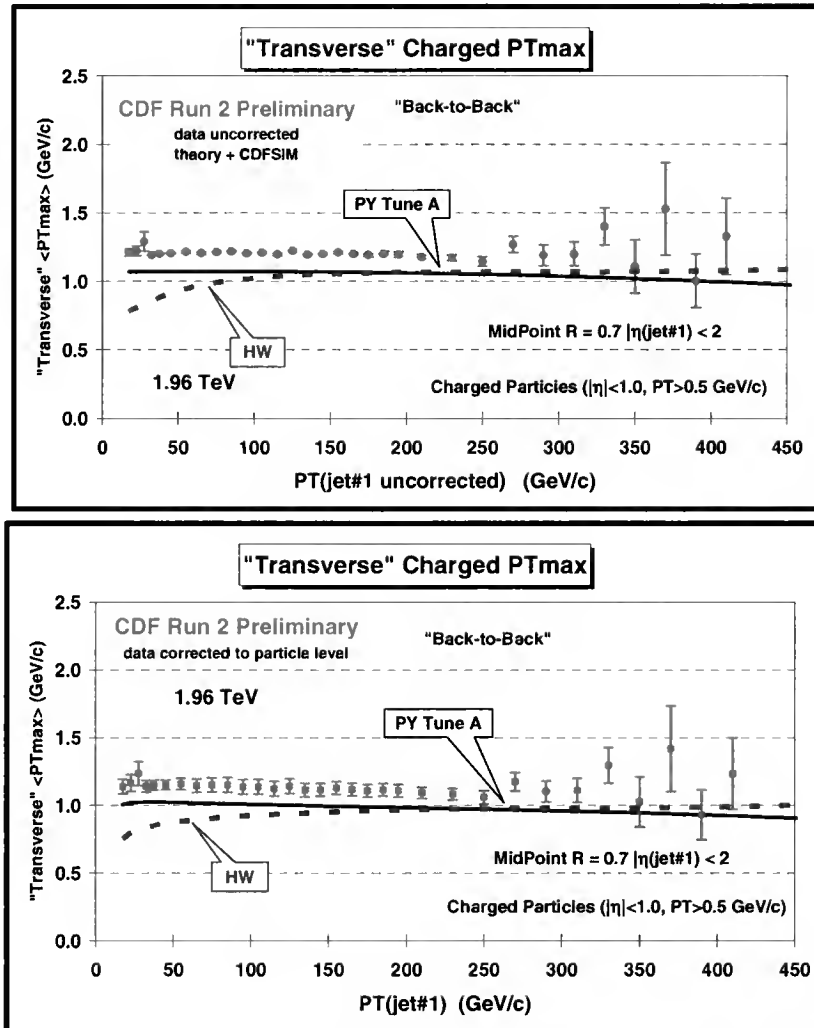 "Transverse" Charged PTmax
2.5
2.0
1.5
1.0
0.5
0.0
"Transverse" <PTmax> (GeV/c)
CDF Run 2 Preliminary
data uncorrected
theory + CDFSIM
"Back-to-Back"
PY Tune A
HW
MidPoint R = 0.7 |η(jet#1) < 2
1.96 TeV
Charged Particles (|η|<1.0, PT>0.5 GeV/c)
0 50 100 150 200 250 300 350 400 450
PT(jet#1 uncorrected) (GeV/c)
"Transverse" Charged PTmax
2.5
2.0
1.5
1.0
0.5
0.0
"Transverse" <PTmax> (GeV/c)
CDF Run 2 Preliminary
data corrected to particle level
"Back-to-Back"
1.96 TeV
PY Tune A
HW
MidPoint R = 0.7 |η(jet#1) < 2
Charged Particles (|η|<1.0, PT>0.5 GeV/c)
0 50 100 150 200 250 300 350 400 450
PT(jet#1) (GeV/c)